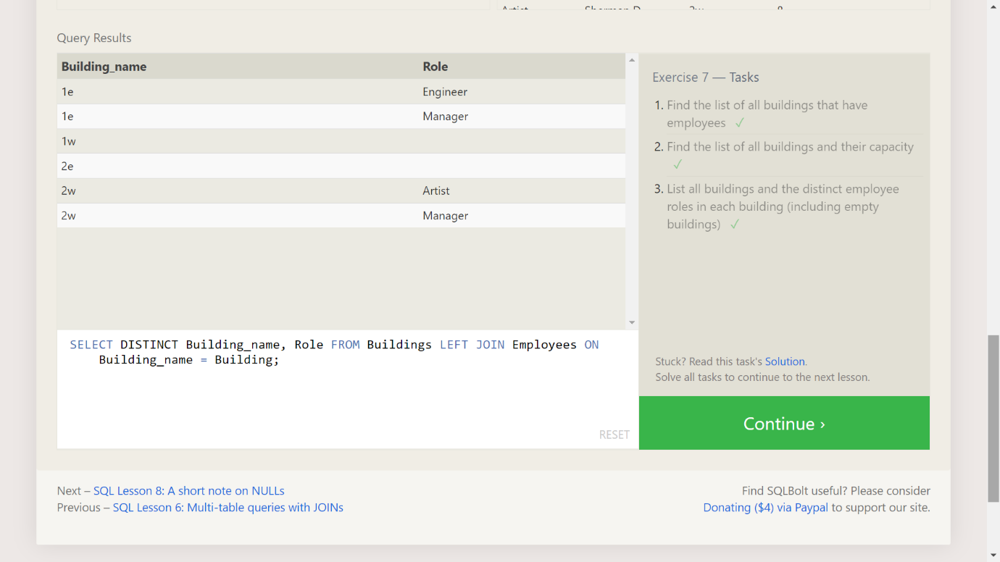 Query Results
Building_name Role
1e Engineer
1e Manager
1w
2e
2w Artist
2w Manager
SELECT DISTINCT Building_name, Role FROM Buildings LEFT JOIN Employees ON
Building_name = Building;
RESET
Exercise 7 — Tasks
1. Find the list of all buildings that have
employees ✓
2. Find the list of all buildings and their capacity
✓
3. List all buildings and the distinct employee
roles in each building (including empty
buildings) ✓
Stuck? Read this task's Solution.
Solve all tasks to continue to the next lesson.
Continue ›
Next – SQL Lesson 8: A short note on NULLs
Previous – SQL Lesson 6: Multi-table queries with JOINs
Find SQLBolt useful? Please consider
Donating ($4) via Paypal to support our site.